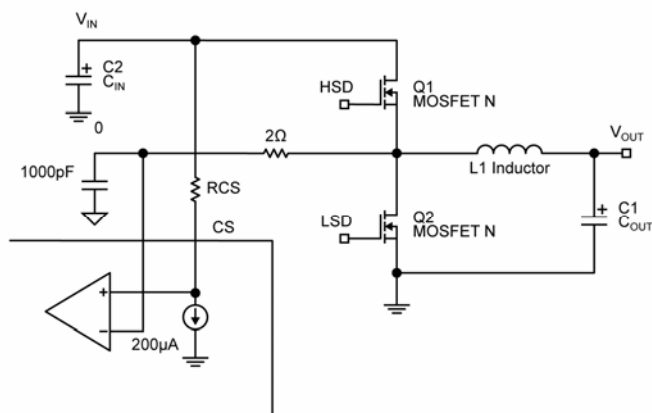 VIN
C2
CIN
0
HSD
Q1
MOSFET N
2Ω
VOUT
L1 Inductor
1000pF
RCS
CS
LSD
Q2
MOSFET N
C1
COUT
200µA